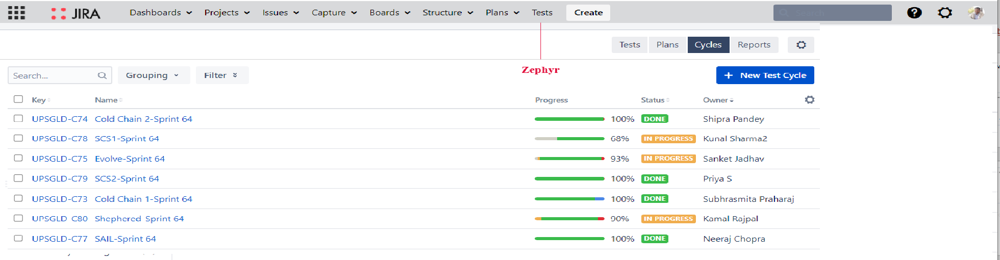 JIRA Dashboards Projects Issues Capture Boards Structure Plans Tests Create Search
Tests Plans Cycles Reports
Zephyr
Search.... Grouping Filter + New Test Cycle
Key Name Progress Status Owner
UPSGLD-C74 Cold Chain 2-Sprint 64 100% DONE Shipra Pandey
UPSGLD-C78 SCS1-Sprint 64 68% IN PROGRESS Kunal Sharma2
UPSGLD-C75 Evolve-Sprint 64 93% IN PROGRESS Sanket Jadhav
UPSGLD-C79 SCS2-Sprint 64 100% DONE Priya S
UPSGLD-C73 Cold Chain 1-Sprint 64 100% DONE Subhrasmita Praharaj
UPSGLD-C80 Shephered-Sprint 64 90% IN PROGRESS Kamal Rajpal
UPSGLD-C77 SAIL-Sprint 64 100% DONE Neeraj Chopra